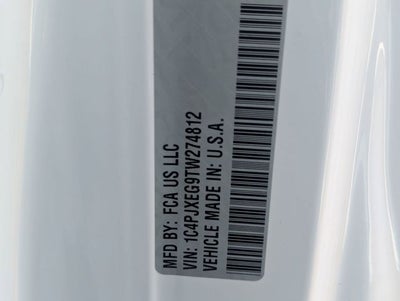 MFD BY: FCA US LLC
VIN: 1C4PJXEG9TW274812
VEHICLE MADE IN: U.S.A.